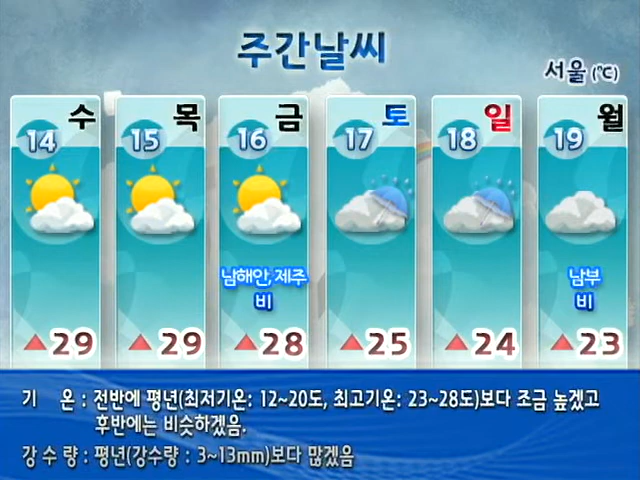 주간날씨
서울 (℃)
14 수
15 목
16 금
17 토
18 일
19 월
남해안, 제주
비
남부
비
▲29
▲29
▲28
▲25
▲24
▲23
기 온 : 전반에 평년(최저기온: 12~20도, 최고기온: 23~28도)보다 조금 높겠고
후반에는 비슷하겠음.
강 수 량 : 평년(강수량 : 3~13mm)보다 많겠음